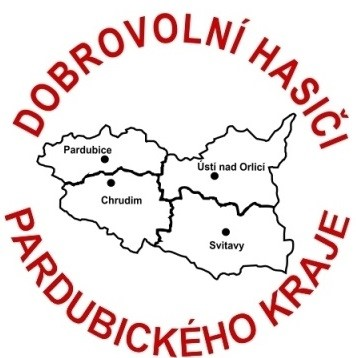 DOBROVOLNÍ HASIČI
Pardubice
Ústí nad Orlicí
Chrudim
Svitavy
PARDUBICKÉHO KRAJE